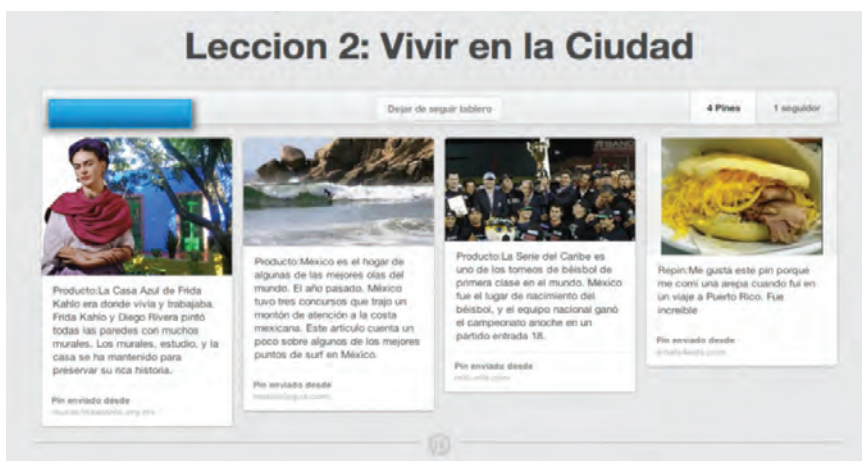 Leccion 2: Vivir en la Ciudad
Dejar de seguir tablero
4 Pines
1 seguidor
Producto:La Casa Azul de Frida
Kahlo era donde vivía y trabajaba.
Frida Kahlo y Diego Rivera pintó
todas las paredes con muchos
murales. Los murales, estudio, y la
casa se ha mantenido para
preservar su rica historia.
Pin enviado desde
Producto:México es el hogar de
algunas de las mejores olas del
mundo. El año pasado, México
tuvo tres concursos que trajo un
montón de atención a la costa
mexicana. Este artículo cuenta un
poco sobre algunos de los mejores
puntos de surf en México.
Pin enviado desde
Producto:La Serie del Caribe es
uno de los torneos de béisbol de
primera clase en el mundo. México
fue el lugar de nacimiento del
béisbol, y el equipo nacional ganó
el campeonato anoche en un
partido entrada 18.
Pin enviado desde
Repin:Me gusta este pin porque
me comí una arepa cuando fui en
un viaje a Puerto Rico. Fue
increíble
Pin enviado desde